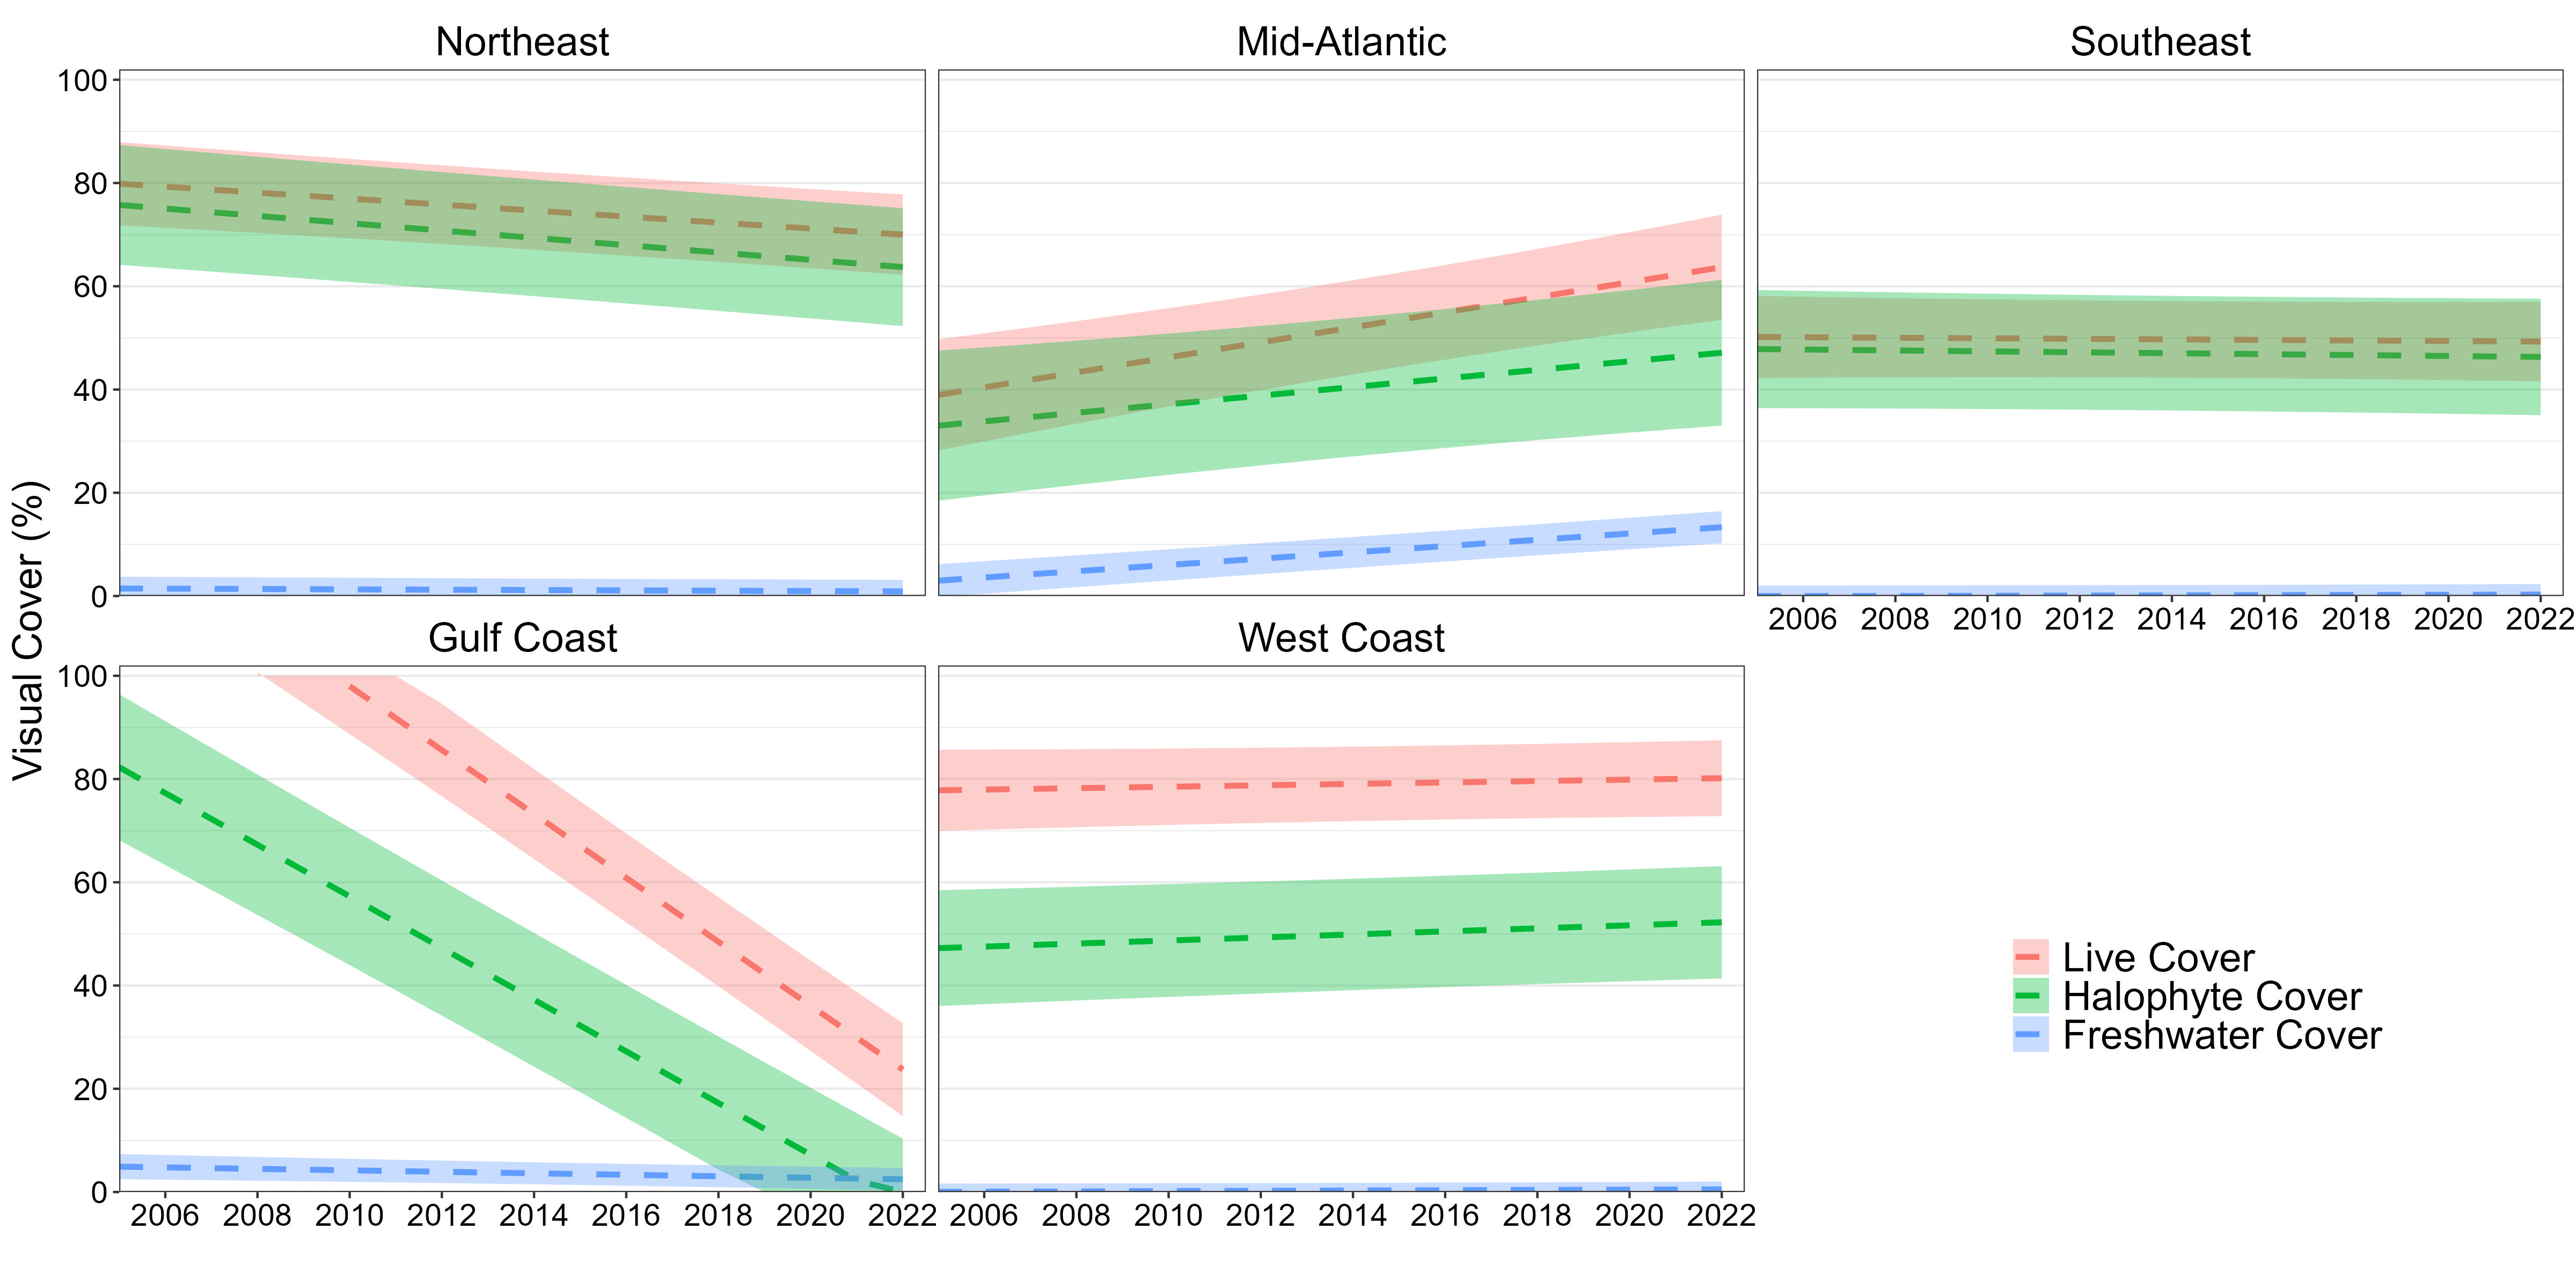 Northeast
Mid-Atlantic
Southeast
100
80
60
40
20
0
2006 2008 2010 2012 2014 2016 2018 2020 2022
Gulf Coast
West Coast
Visual Cover (%)
100
80
60
40
20
0
2006 2008 2010 2012 2014 2016 2018 2020 2022
2006 2008 2010 2012 2014 2016 2018 2020 2022
Live Cover
Halophyte Cover
Freshwater Cover